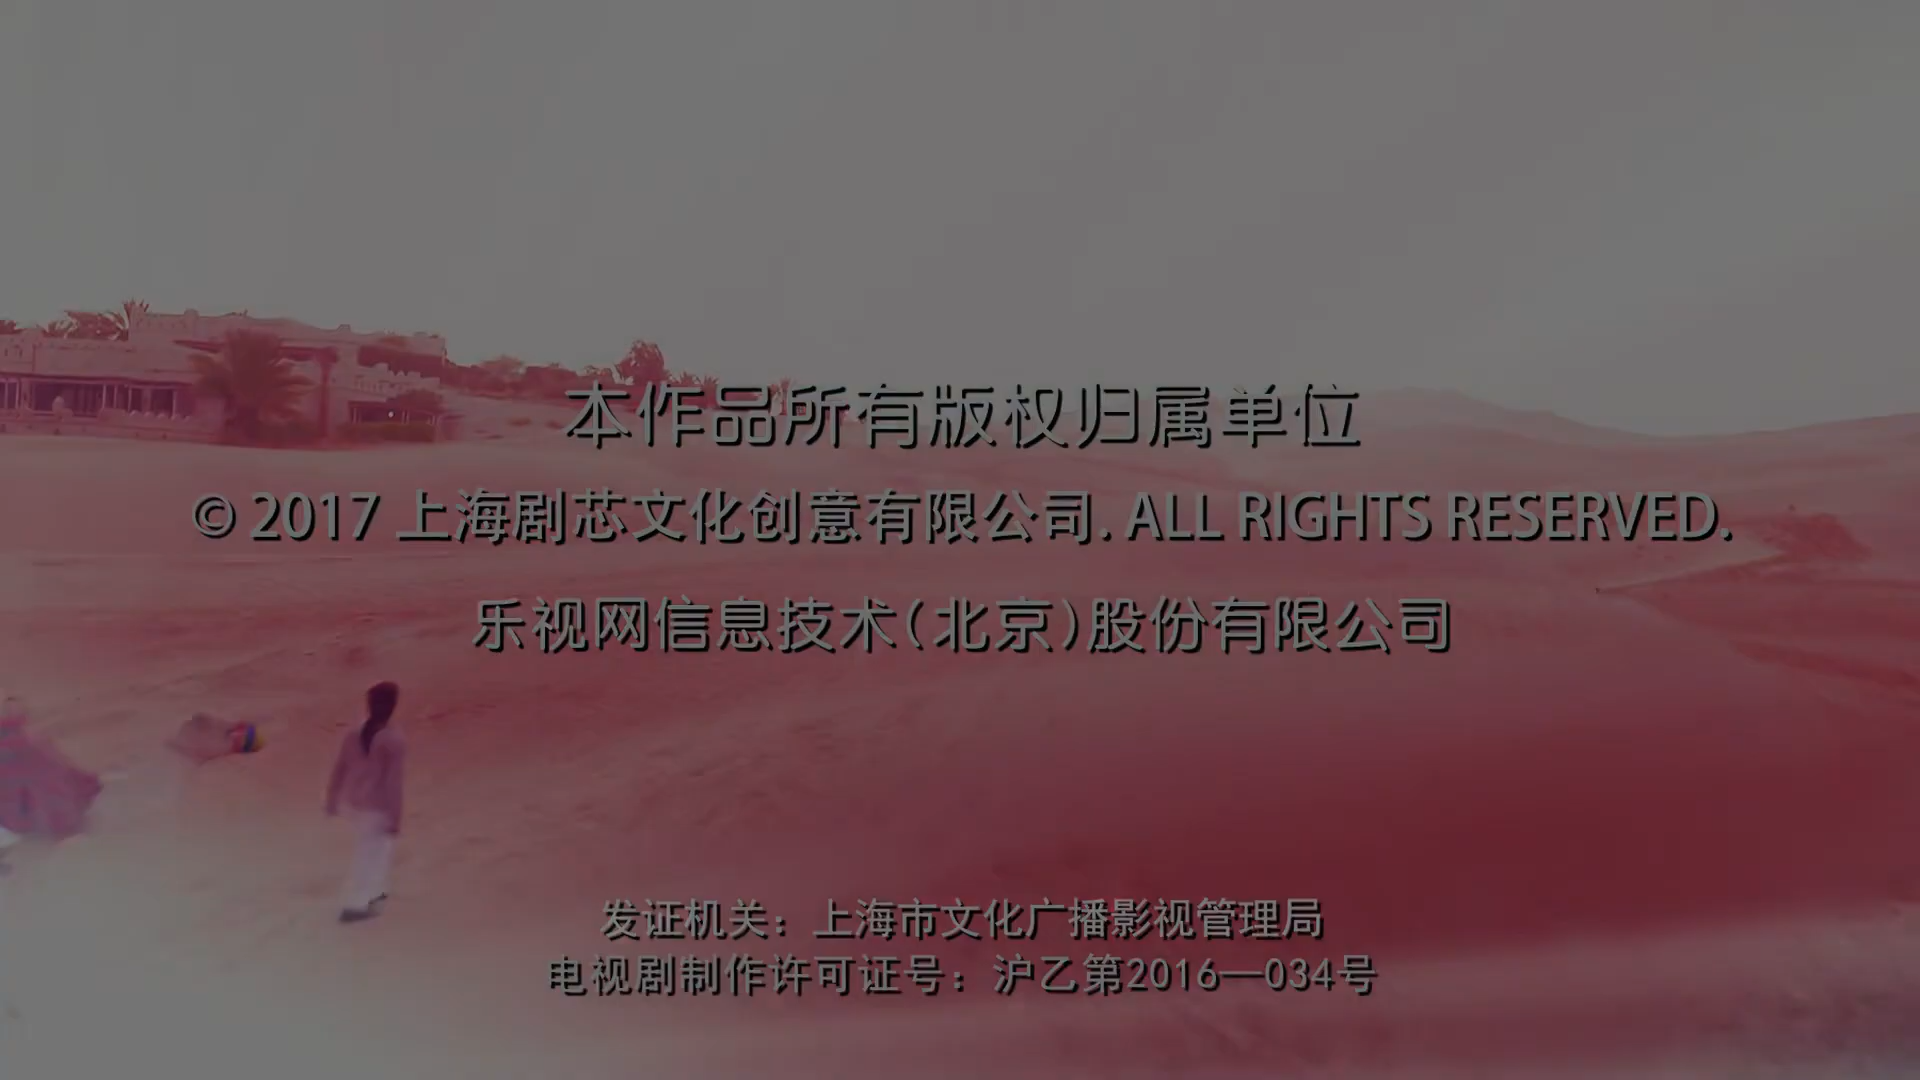 本作品所有版权归属单位
© 2017 上海剧芯文化创意有限公司. ALL RIGHTS RESERVED.
乐视网信息技术(北京)股份有限公司
发证机关：上海市文化广播影视管理局
电视剧制作许可证号：沪乙第2016—034号